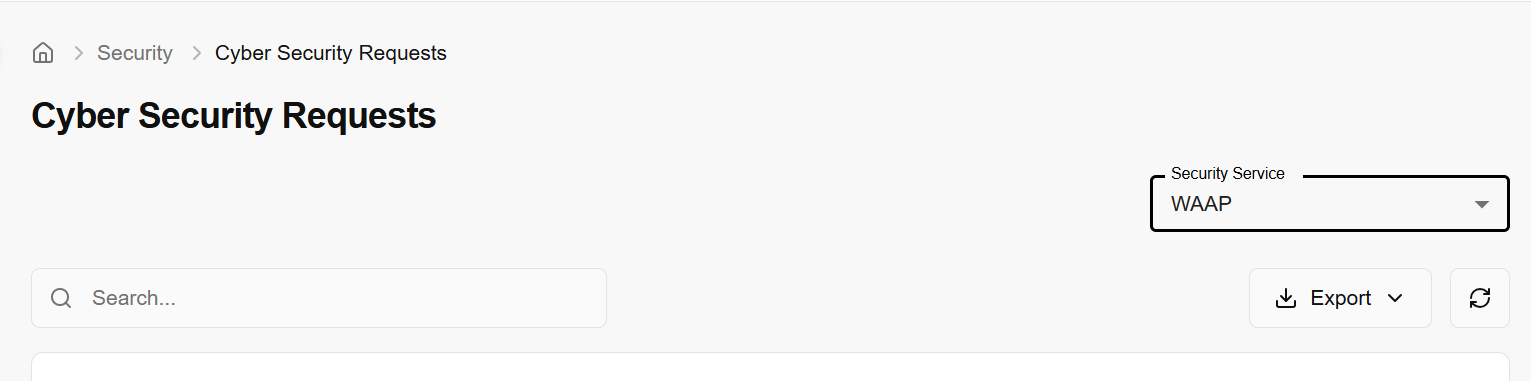 Security Cyber Security Requests
Cyber Security Requests
Security Service
WAAP
Search... Export